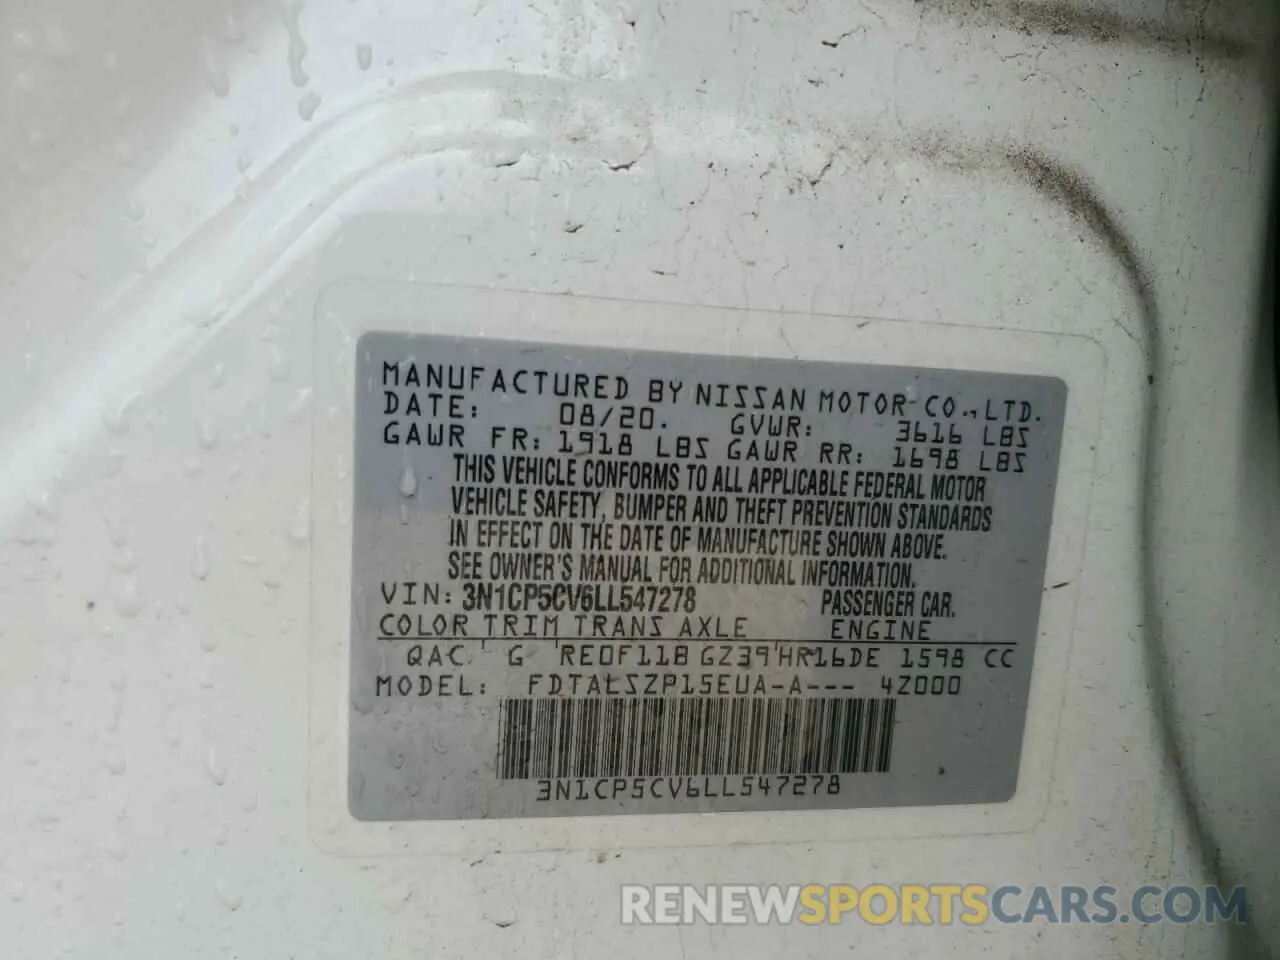 MANUFACTURED BY NISSAN MOTOR CO., LTD.
DATE: 08/20. GVWR: 3616 LBS
GAWR FR: 1918 LBS GAWR RR: 1698 LBS
THIS VEHICLE CONFORMS TO ALL APPLICABLE FEDERAL MOTOR
VEHICLE SAFETY, BUMPER AND THEFT PREVENTION STANDARDS
IN EFFECT ON THE DATE OF MANUFACTURE SHOWN ABOVE.
SEE OWNER'S MANUAL FOR ADDITIONAL INFORMATION.
VIN: 3N1CP5CV6LL547278 PASSENGER CAR.
COLOR TRIM TRANS AXLE ENGINE
QAC G RE0F11B GZ39 HR16DE 1598 CC
MODEL: FDTALSZP15EUA-A--- 4Z000
3N1CP5CV6LL547278
RENEWSPORTSCARS.COM